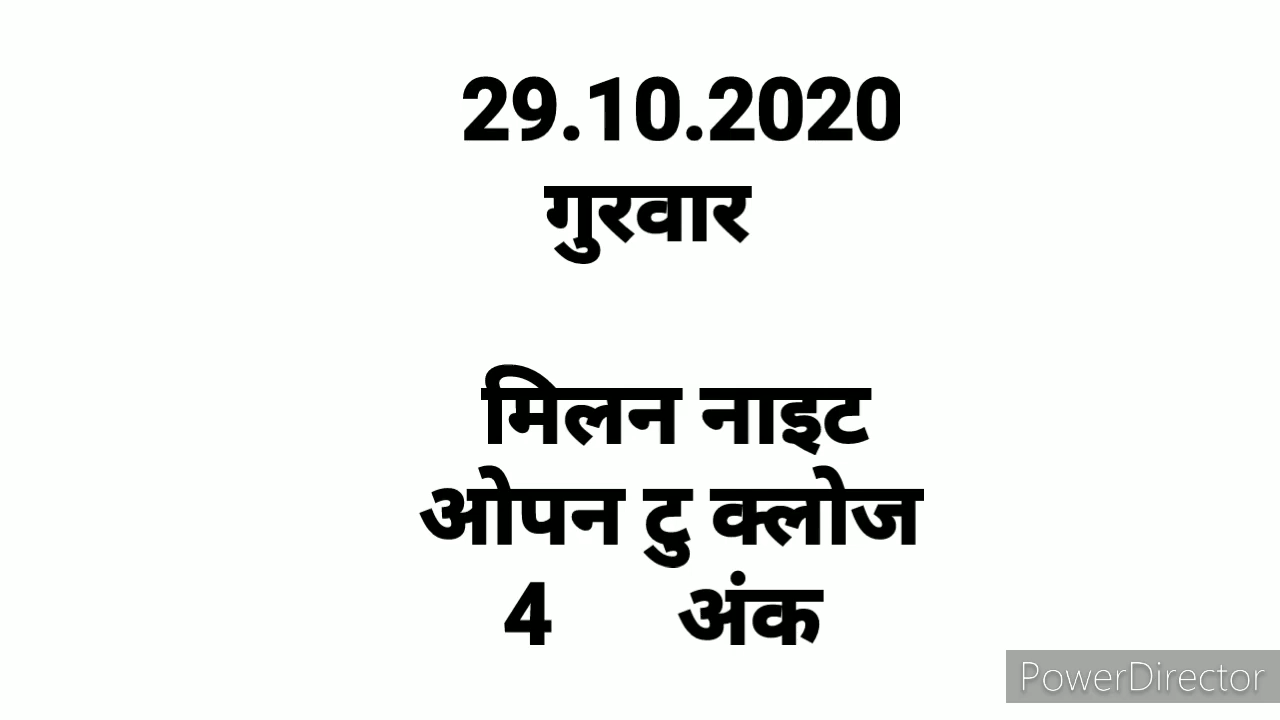 29.10.2020
गुरवार
मिलन नाइट
ओपन टु क्लोज
4 अंक
PowerDirector